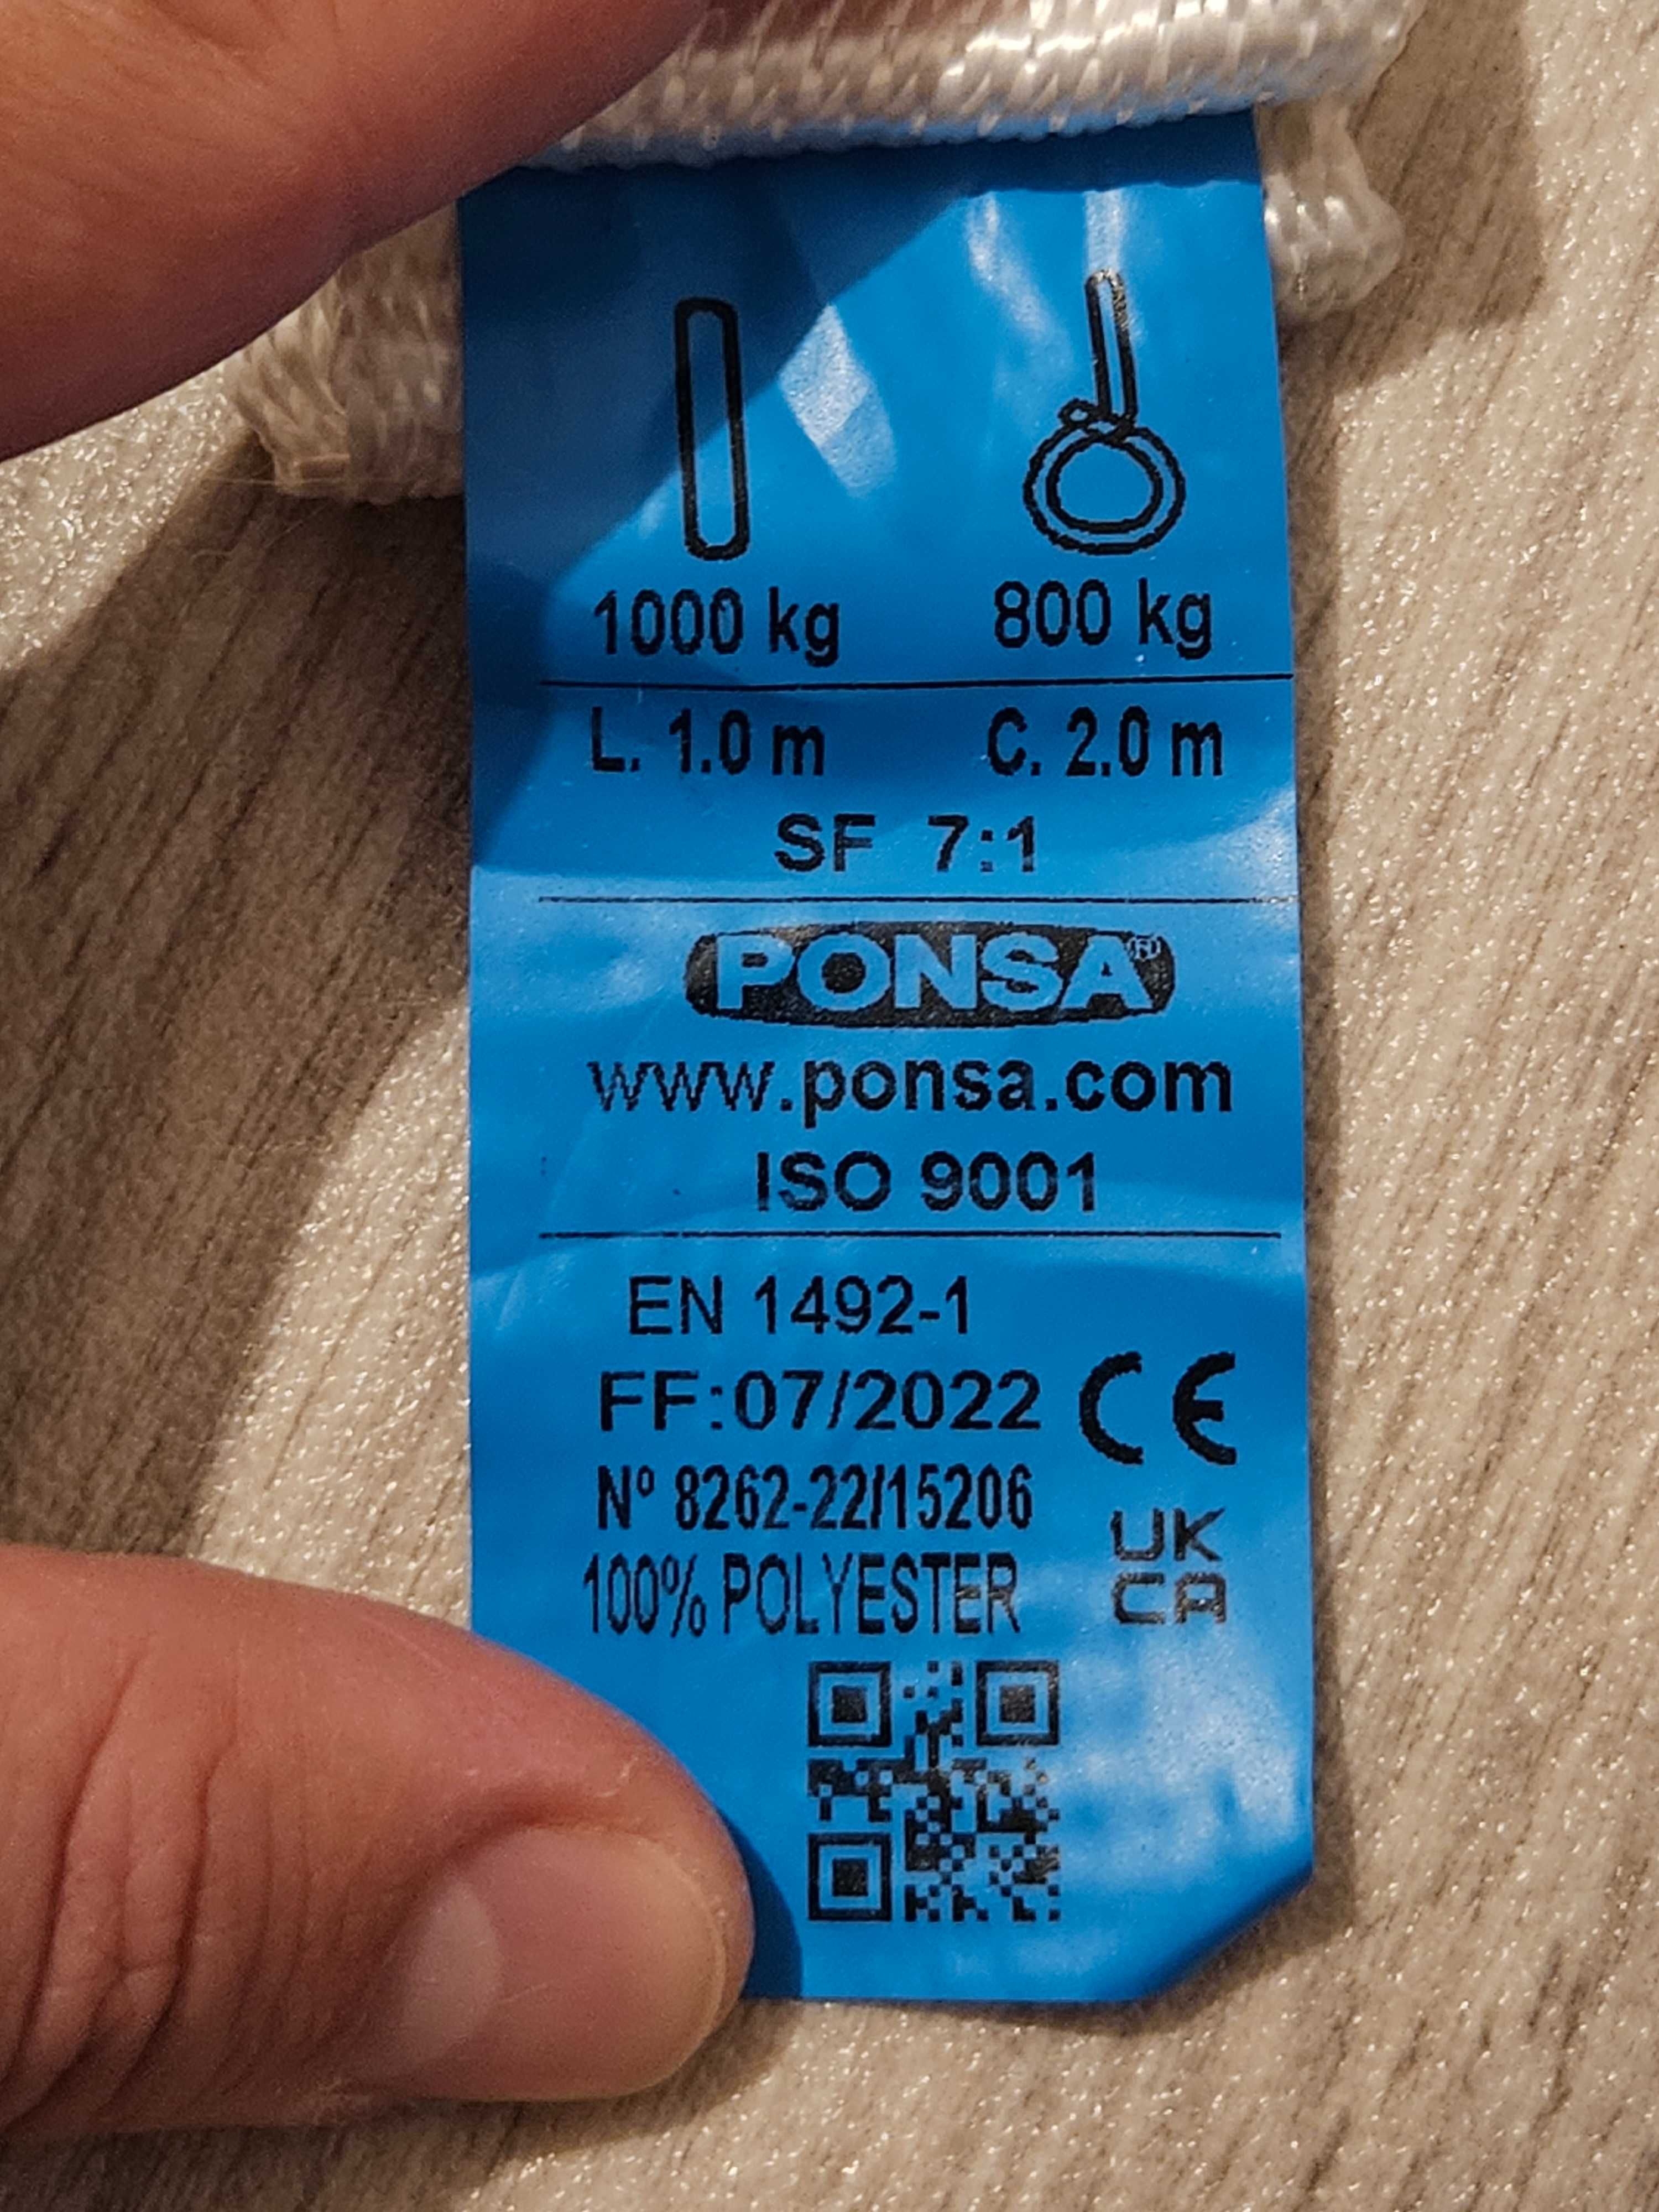 1000 kg 800 kg
L. 1.0 m C. 2.0 m
SF 7:1
PONSA®
www.ponsa.com
ISO 9001
EN 1492-1
FF:07/2022 CE
Nº 8262-22/15206
100% POLYESTER
UK
CA